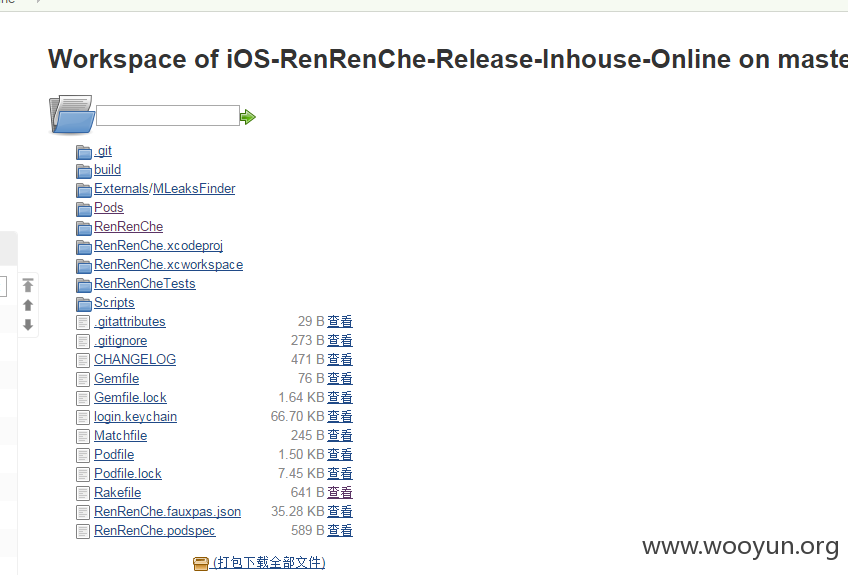 Workspace of iOS-RenRenChe-Release-Inhouse-Online on maste
.git
build
Externals/MLeaksFinder
Pods
RenRenChe
RenRenChe.xcodeproj
RenRenChe.xcworkspace
RenRenCheTests
Scripts
.gitattributes 29 B 查看
.gitignore 273 B 查看
CHANGELOG 471 B 查看
Gemfile 76 B 查看
Gemfile.lock 1.64 KB 查看
login.keychain 66.70 KB 查看
Matchfile 245 B 查看
Podfile 1.50 KB 查看
Podfile.lock 7.45 KB 查看
Rakefile 641 B 查看
RenRenChe.fauxpas.json 35.28 KB 查看
RenRenChe.podspec 589 B 查看
(打包下载全部文件)
www.wooyun.org